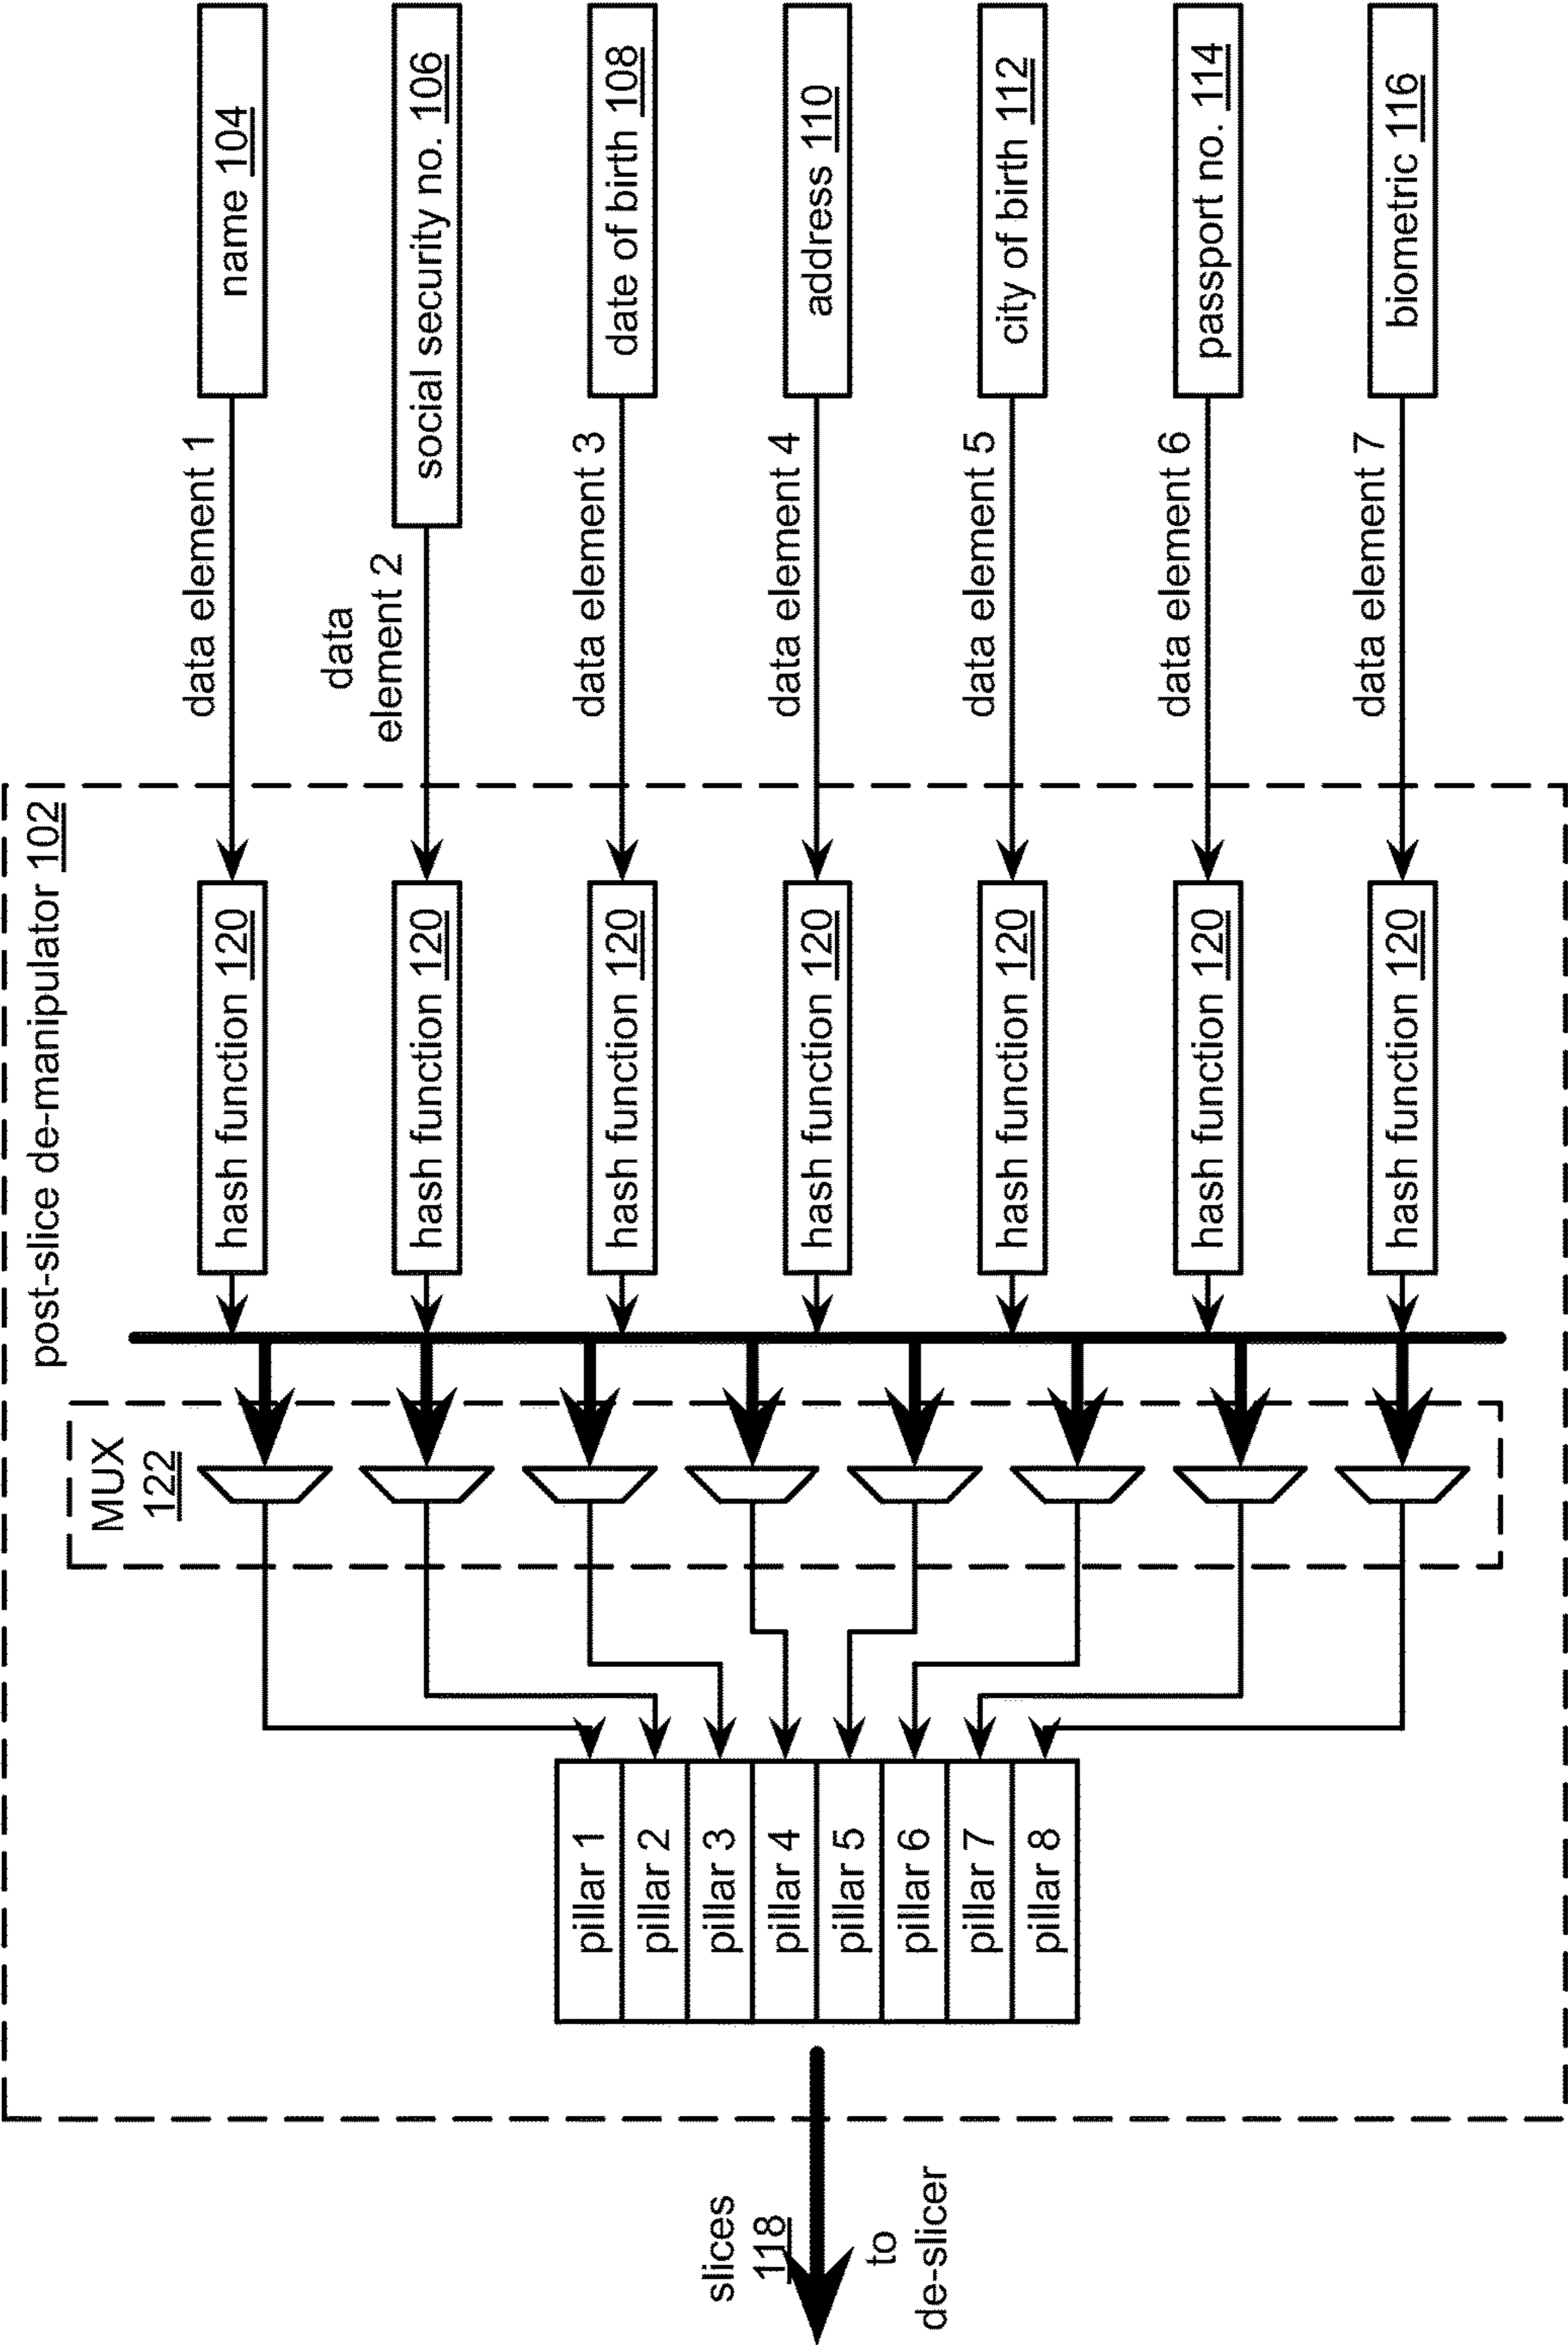 post-slice de-manipulator 102
name 104
data element 1
hash function 120
social security no. 106
data
element 2
hash function 120
date of birth 108
data element 3
hash function 120
address 110
data element 4
hash function 120
city of birth 112
data element 5
hash function 120
passport no. 114
data element 6
hash function 120
biometric 116
data element 7
hash function 120
MUX
122
pillar 1
pillar 2
pillar 3
pillar 4
pillar 5
pillar 6
pillar 7
pillar 8
slices
118
to
de-slicer